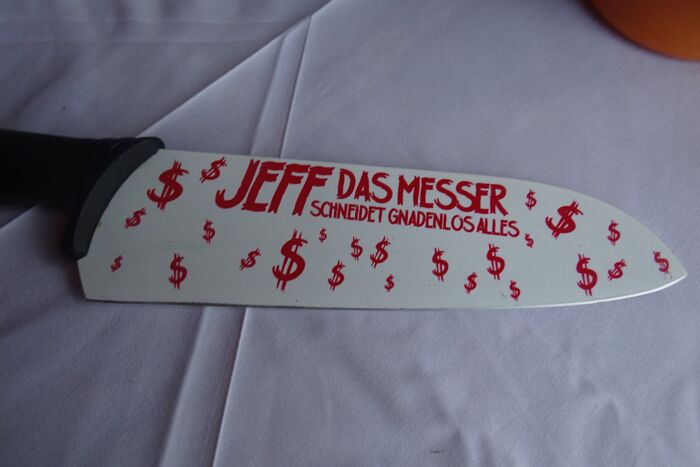 JEFF DAS MESSER
SCHNEIDET GNADENLOS ALLES